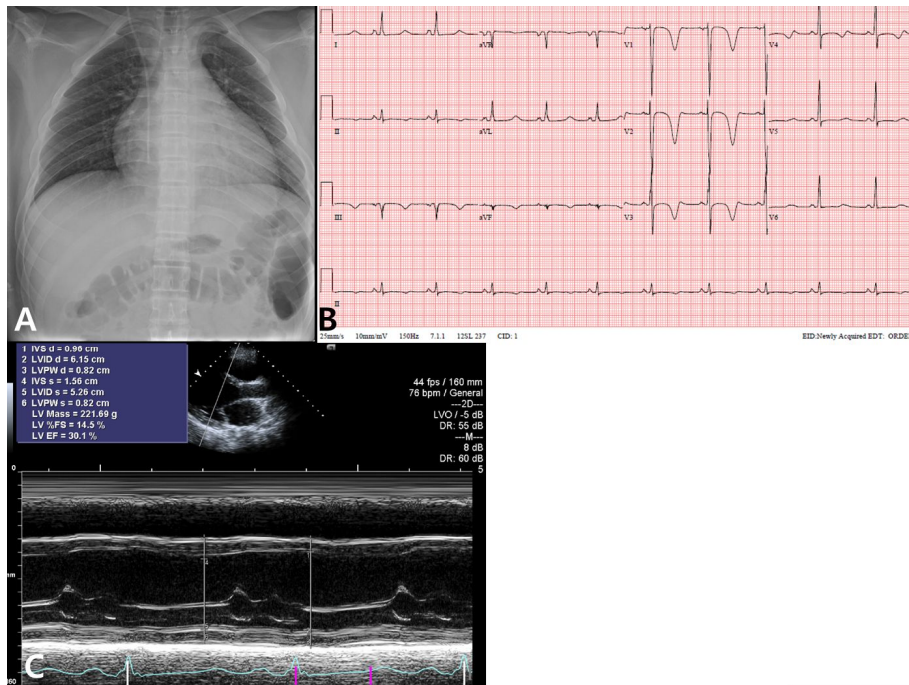 A
I aVR V1 V4
II aVL V2 V5
III aVF V3 V6
II
B
25mm/s 10mm/mV 150Hz 7.1.1 12SL 237 CID: 1 EID:Newly Acquired EDT: ORDE
1 IVS d = 0.96 cm
2 LVID d = 6.15 cm
3 LVPW d = 0.82 cm
4 IVS s = 1.56 cm
5 LVID s = 5.26 cm
6 LVPW s = 0.82 cm
LV Mass = 221.69 g
LV %FS = 14.5 %
LV EF = 30.1 %
44 fps / 160 mm
76 bpm / General
---2D---
LVO / -5 dB
DR: 55 dB
---M---
8 dB
DR: 60 dB
0 5
C